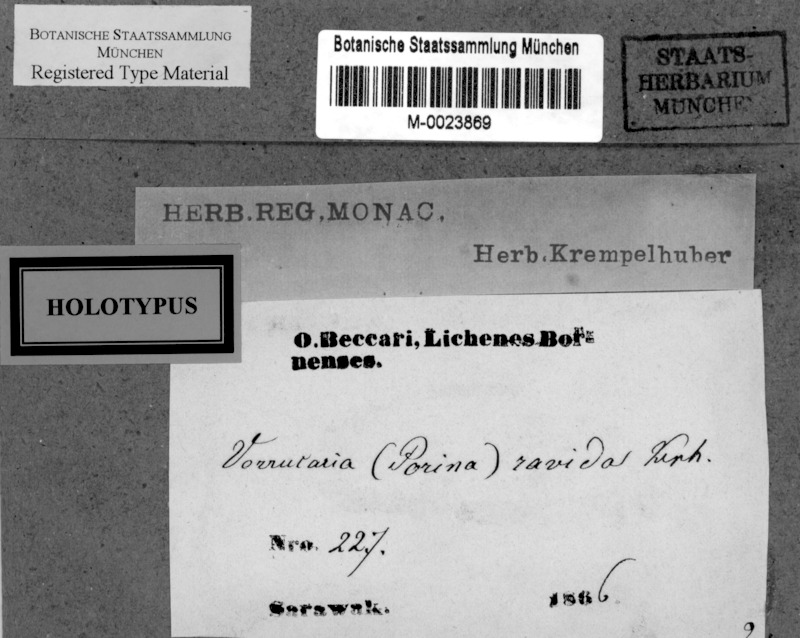 BOTANISCHE STAATSSAMMLUNG
MÜNCHEN
Registered Type Material
Botanische Staatssammlung München
M-0023869
STAATS-
HERBARIUM
MÜNCHEN
HERB.REG.MONAC.
Herb.Krempelhuber
HOLOTYPUS
O.Beccari, Lichenes Bor
nenses.
Verrucaria (Porina) ravida Krph.
Nro. 227.
Sarawak. 1866
2.